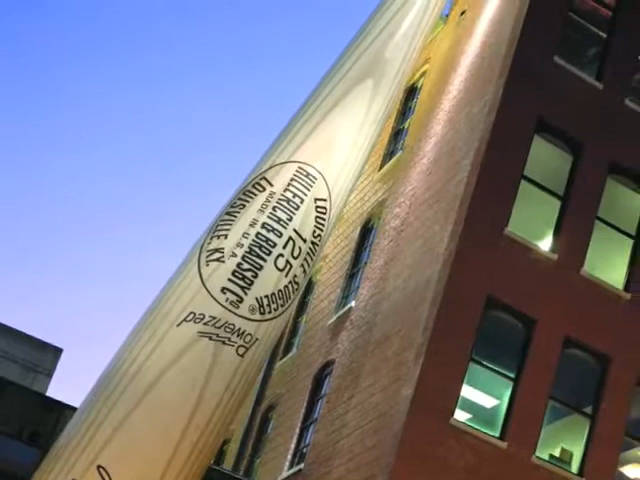 LOUISVILLE SLUGGER®
125
HILLERICH & BRADSBY Co
MADE IN U.S.A.
LOUISVILLE, KY.
Powerized